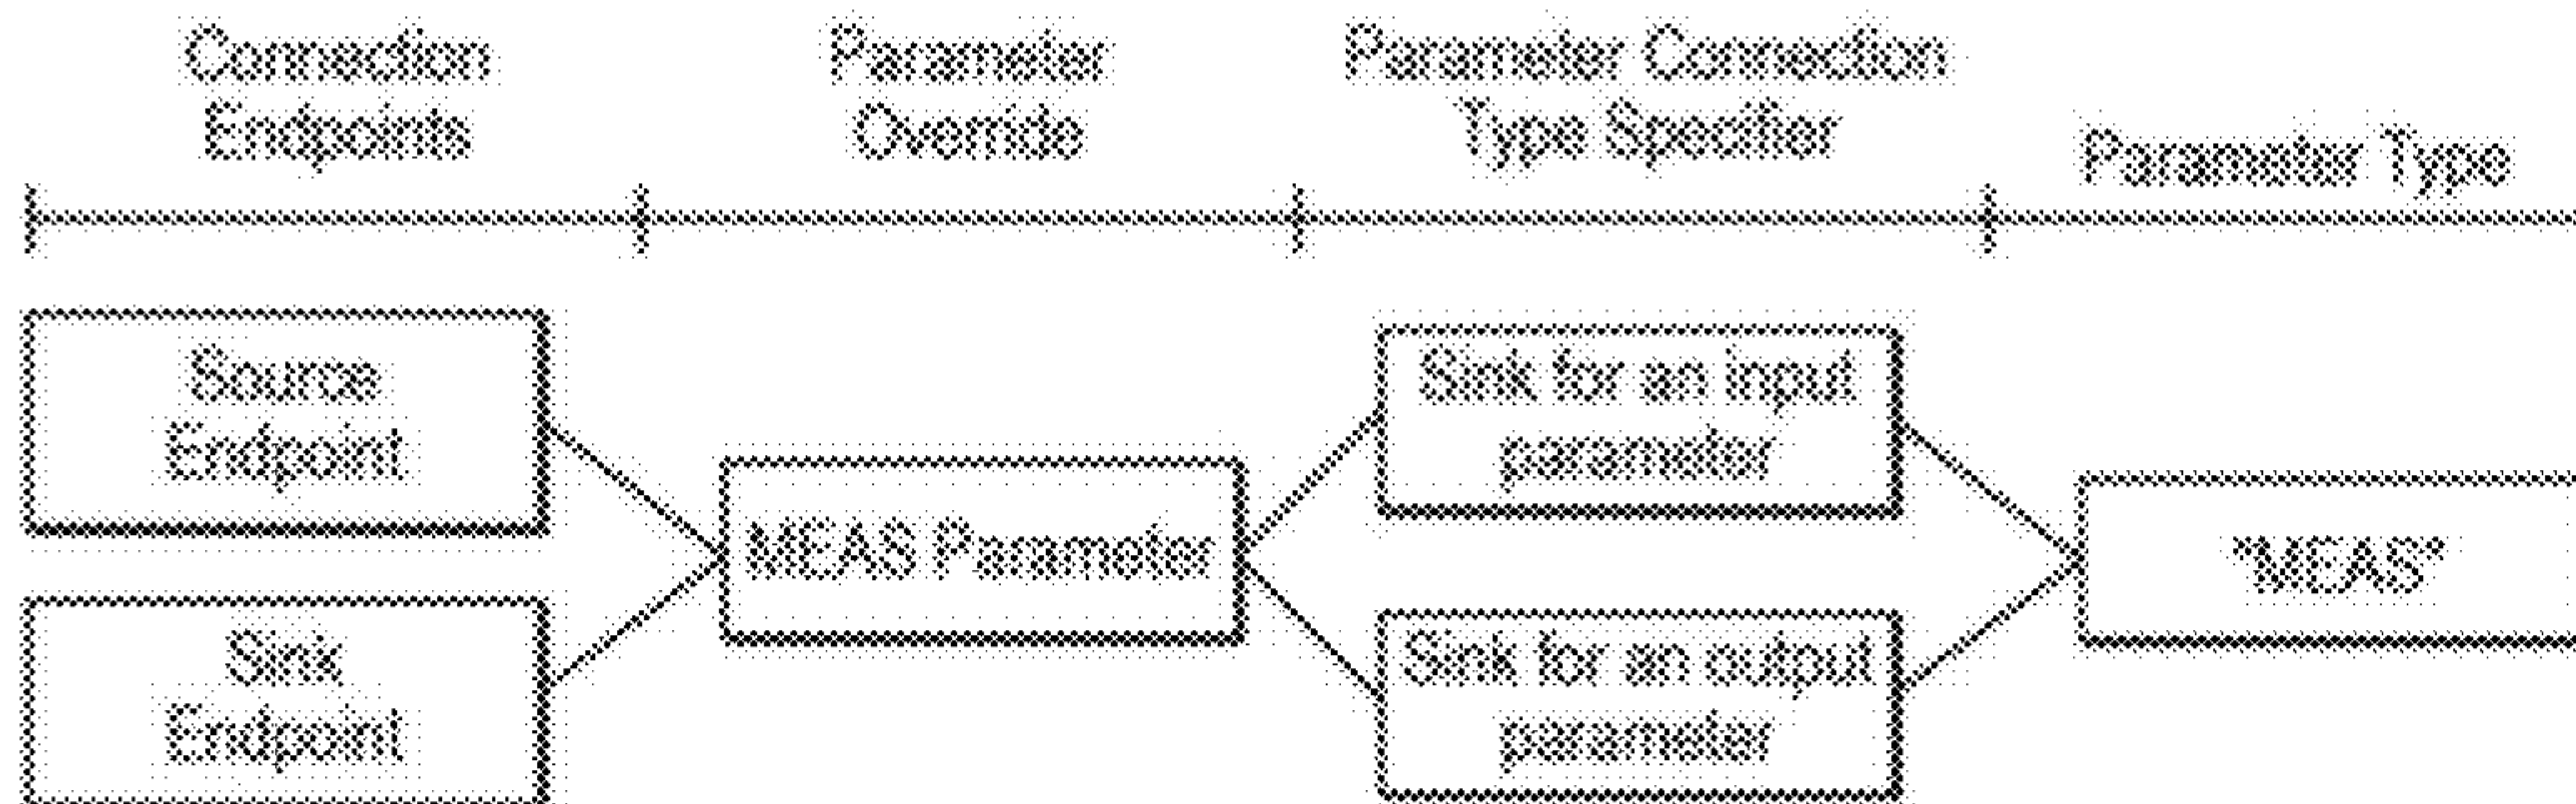 Connection
Endpoints
Parameter
Override
Parameter Connection
Type Specifier
Parameter Type
Source
Endpoint
Sink
Endpoint
MEAS Parameter
Sink for an input
parameter
Sink for an output
parameter
"MEAS"